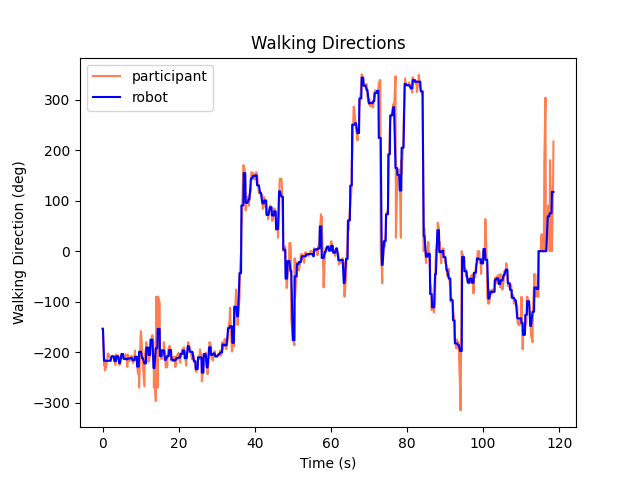 Walking Directions
participant
robot
Walking Direction (deg)
300
200
100
0
−100
−200
−300
0 20 40 60 80 100 120
Time (s)